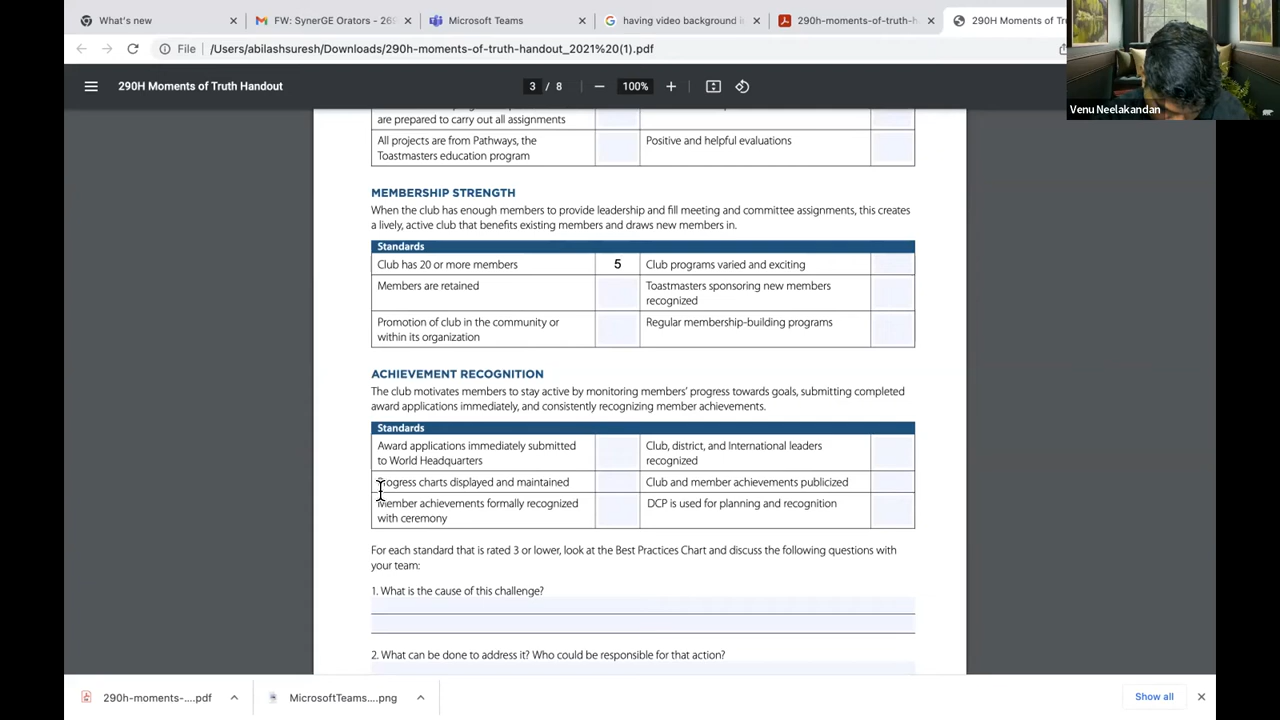 What's new
FW: SynerGE Orators - 26
Microsoft Teams
having video background i
290h-moments-of-truth-h
290H Moments of Tru
File
/Users/abilashsuresh/Downloads/290h-moments-of-truth-handout_2021%20(1).pdf
290H Moments of Truth Handout
3 / 8
100%
Venu Neelakandan
are prepared to carry out all assignments
All projects are from Pathways, the
Toastmasters education program
Positive and helpful evaluations
MEMBERSHIP STRENGTH
When the club has enough members to provide leadership and fill meeting and committee assignments, this creates
a lively, active club that benefits existing members and draws new members in.
Standards
Club has 20 or more members
5
Club programs varied and exciting
Members are retained
Toastmasters sponsoring new members
recognized
Promotion of club in the community or
within its organization
Regular membership-building programs
ACHIEVEMENT RECOGNITION
The club motivates members to stay active by monitoring members' progress towards goals, submitting completed
award applications immediately, and consistently recognizing member achievements.
Standards
Award applications immediately submitted
to World Headquarters
Club, district, and International leaders
recognized
Progress charts displayed and maintained
Club and member achievements publicized
Member achievements formally recognized
with ceremony
DCP is used for planning and recognition
For each standard that is rated 3 or lower, look at the Best Practices Chart and discuss the following questions with
your team:
1. What is the cause of this challenge?
2. What can be done to address it? Who could be responsible for that action?
290h-moments-....pdf
MicrosoftTeams....png
Show all